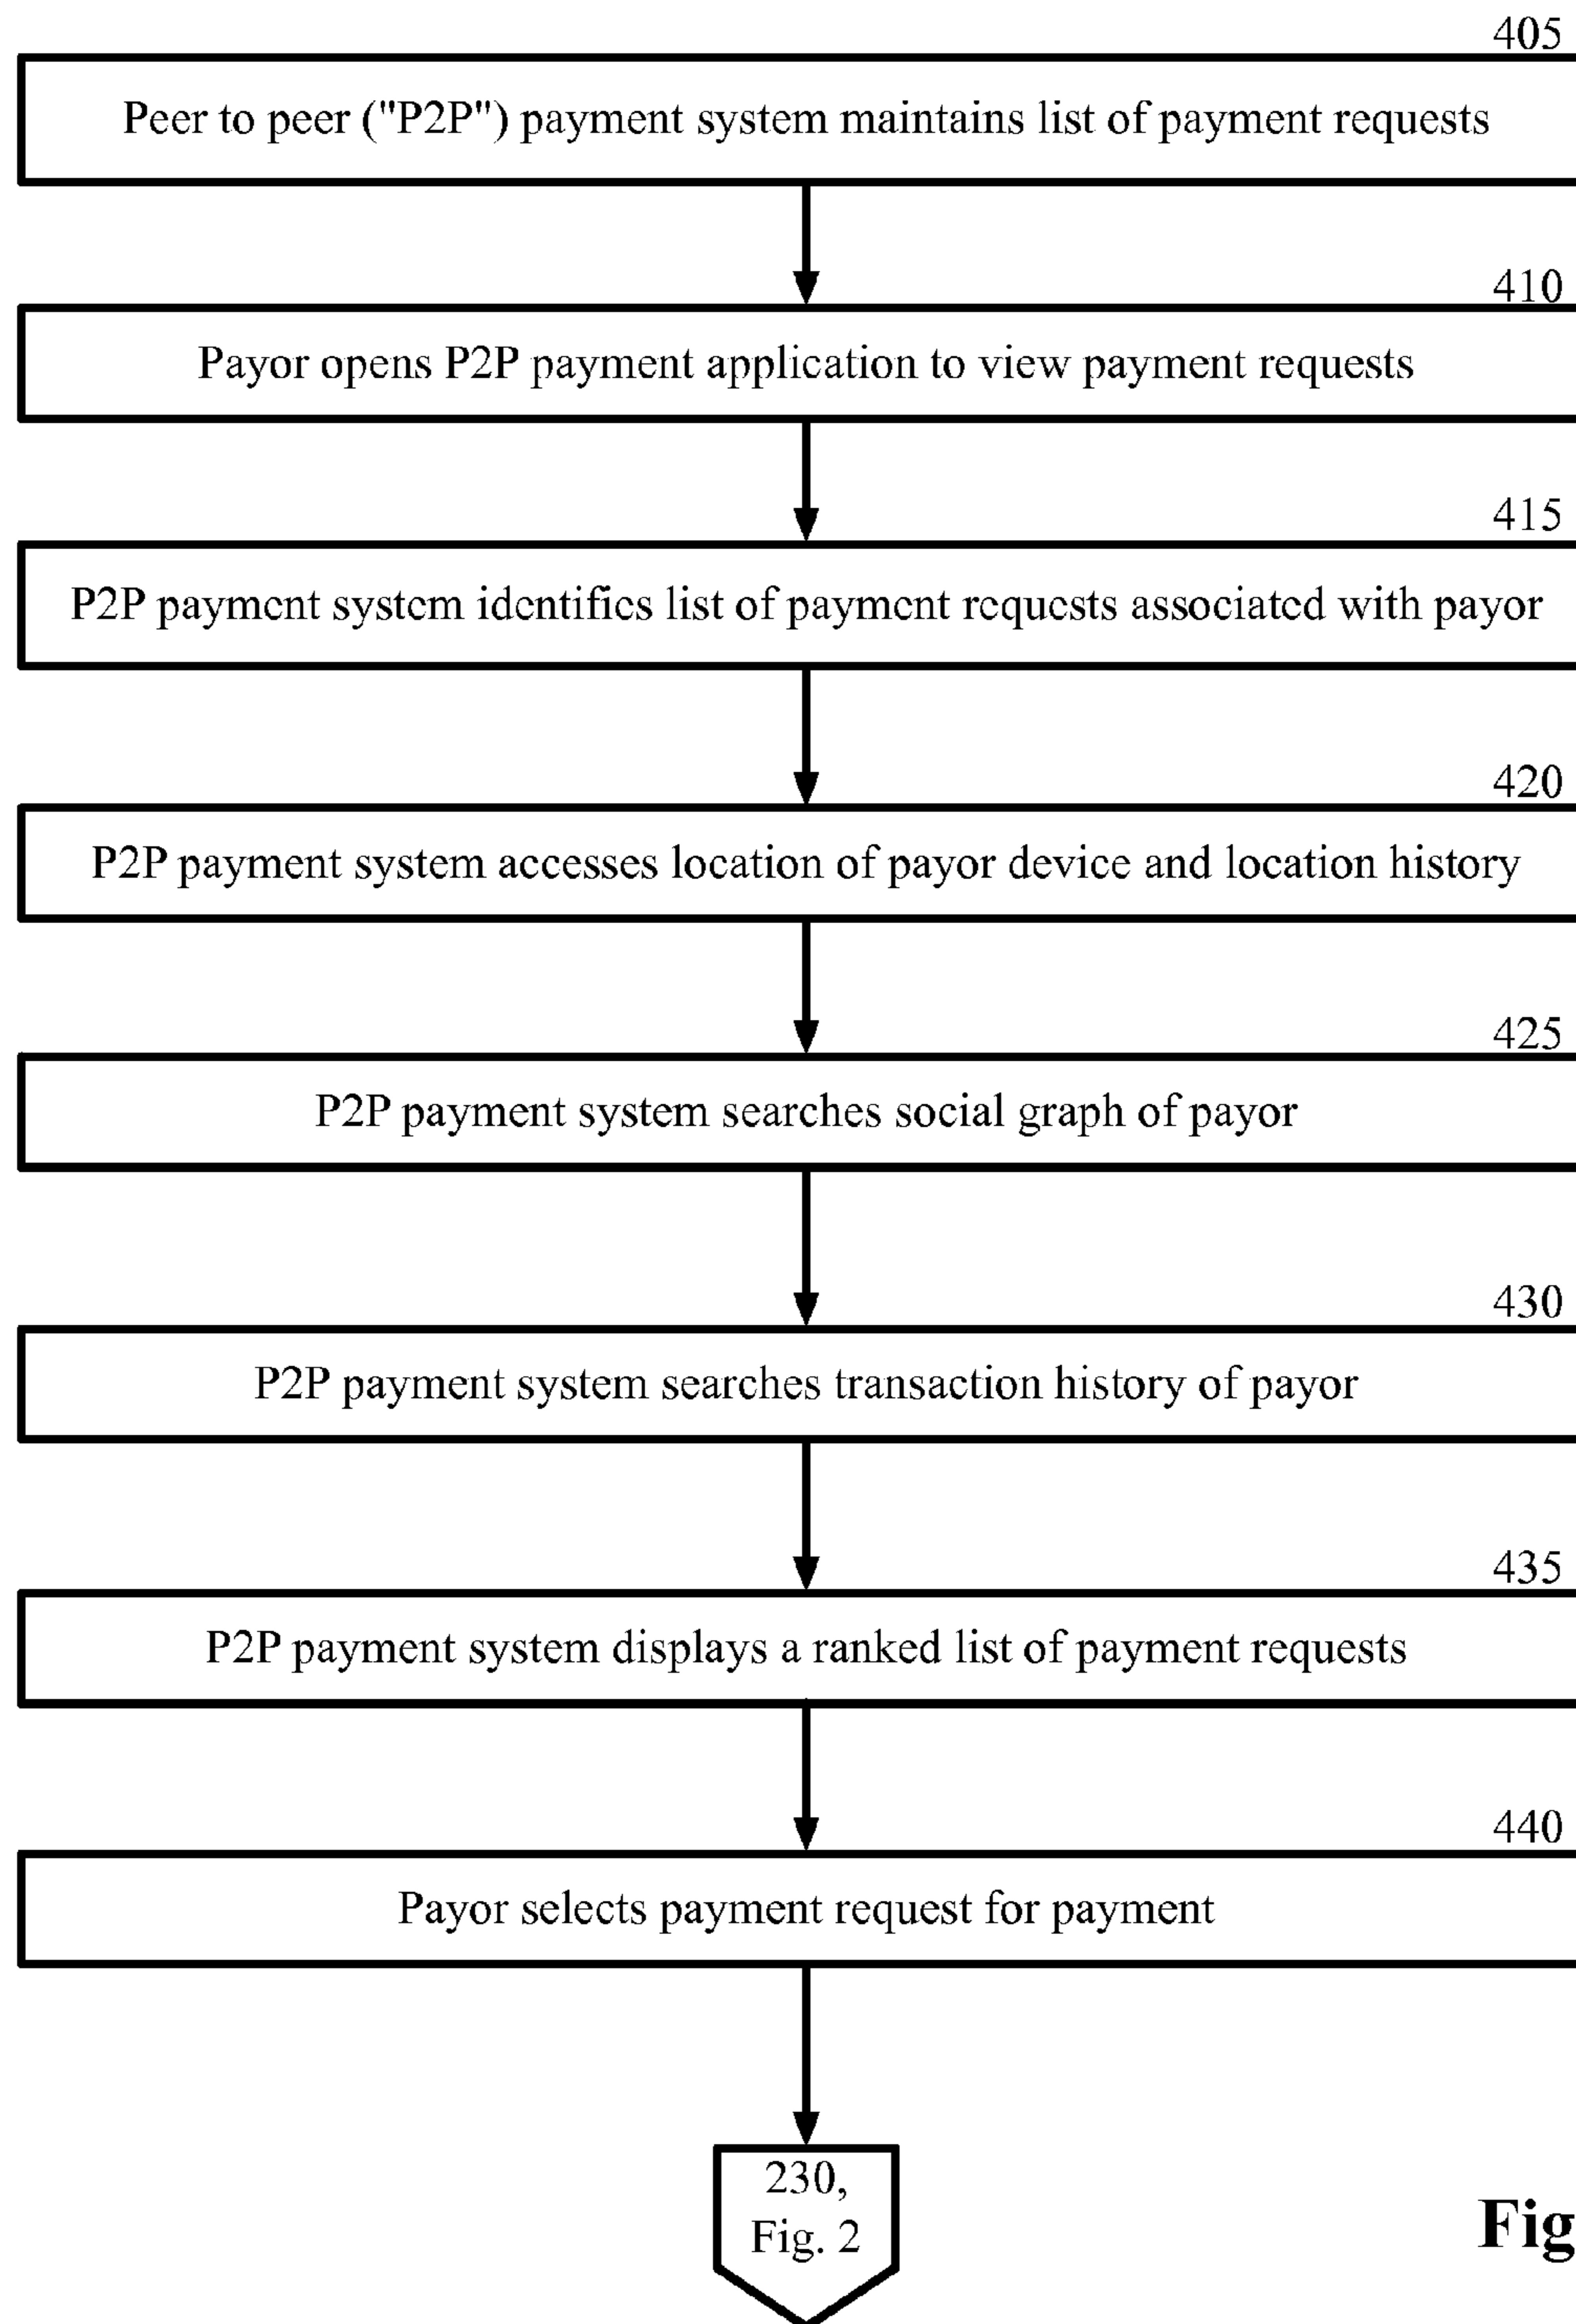 405
Peer to peer ("P2P") payment system maintains list of payment requests
410
Payor opens P2P payment application to view payment requests
415
P2P payment system identifies list of payment requests associated with payor
420
P2P payment system accesses location of payor device and location history
425
P2P payment system searches social graph of payor
430
P2P payment system searches transaction history of payor
435
P2P payment system displays a ranked list of payment requests
440
Payor selects payment request for payment
230,
Fig. 2
Fig